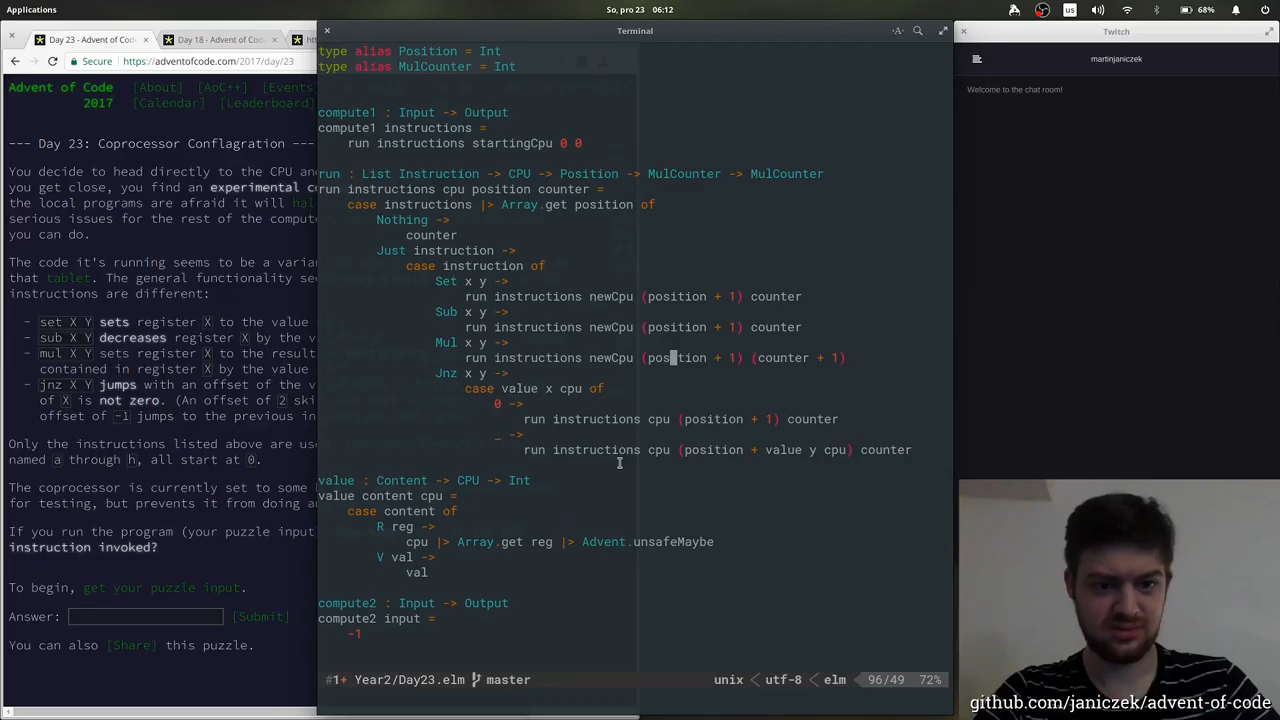 Applications
So, pro 23 06:12
us
68%
Day 23 - Advent of Cod
Day 18 - Advent of Cod
Secure
https://adventofcode.com/2017/day/23
Advent of Code
[About]
[AoC++]
[Events
2017
[Calendar]
[Leaderboard]
--- Day 23: Coprocessor Conflagration ---
You decide to head directly to the CPU and
you get close, you find an experimental c
the local programs are afraid it will hal
serious issues for the rest of the compute
you can do.
The code it's running seems to be a varia
that tablet. The general functionality see
instructions are different:
- set X Y sets register X to the value
- sub X Y decreases register X by the v
- mul X Y sets register X to the result
contained in register X by the value
- jnz X Y jumps with an offset of the
of X is not zero. (An offset of 2 ski
offset of -1 jumps to the previous in
Only the instructions listed above are use
named a through h, all start at 0.
The coprocessor is currently set to some
for testing, but prevents it from doing an
If you run the program (your puzzle input
instruction invoked?
To begin, get your puzzle input.
Answer:
[Submit]
You can also [Share] this puzzle.
Terminal
type alias Position = Int
type alias MulCounter = Int
compute1 : Input -> Output
compute1 instructions =
run instructions startingCpu 0 0
run : List Instruction -> CPU -> Position -> MulCounter -> MulCounter
run instructions cpu position counter =
case instructions |> Array.get position of
Nothing ->
counter
Just instruction ->
case instruction of
Set x y ->
run instructions newCpu (position + 1) counter
Sub x y ->
run instructions newCpu (position + 1) counter
Mul x y ->
run instructions newCpu (position + 1) (counter + 1)
Jnz x y ->
case value x cpu of
0 ->
run instructions cpu (position + 1) counter
_ ->
run instructions cpu (position + value y cpu) counter
value : Content -> CPU -> Int
value content cpu =
case content of
R reg ->
cpu |> Array.get reg |> Advent.unsafeMaybe
V val ->
val
compute2 : Input -> Output
compute2 input =
-1
#1+ Year2/Day23.elm master
unix < utf-8 < elm
96/49 72%
Twitch
martinjaniczek
Welcome to the chat room!
github.com/janiczek/advent-of-code